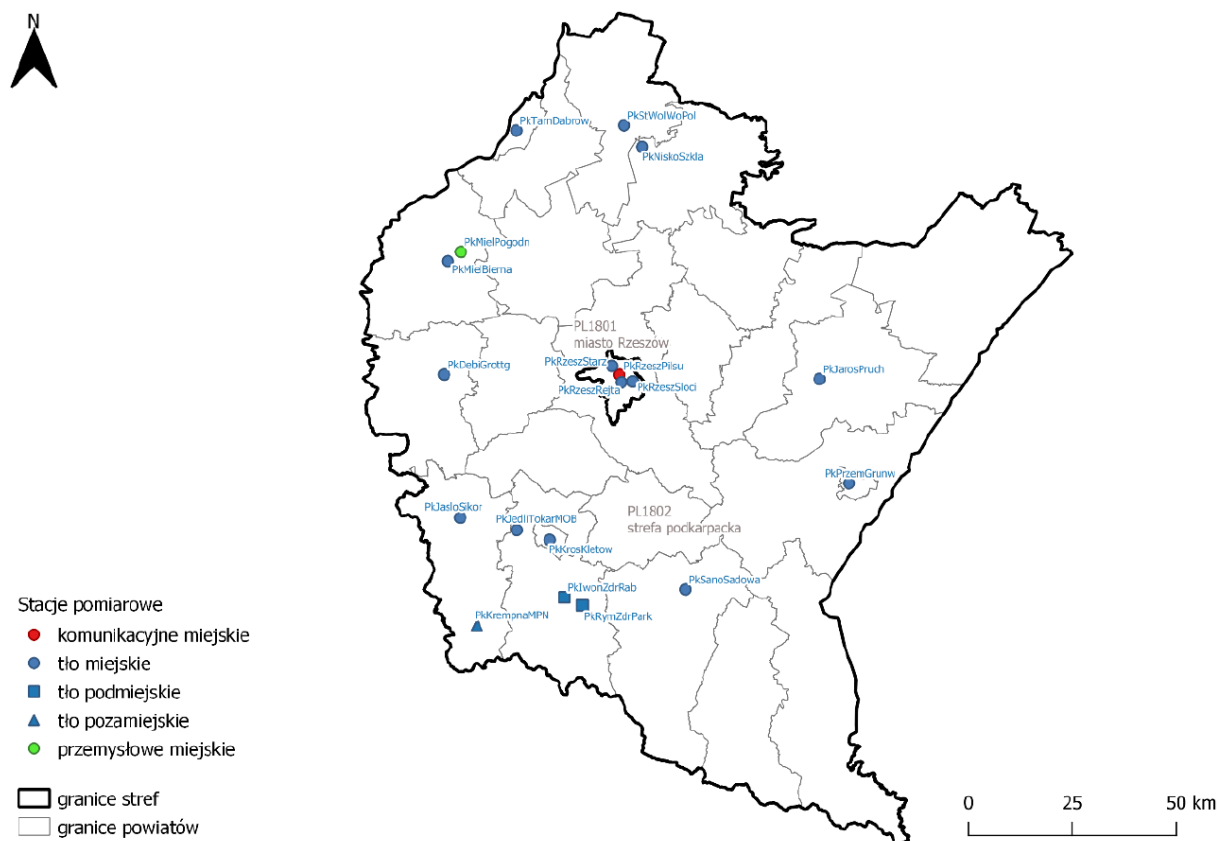 N
PkTarnDabrow
PkStWolWoPol
PkNiskoSzkla
PkMielPogodn
PkMielBierna
PL1801
miasto Rzeszów
PkRzeszStarz
PkRzeszPilsu
PkDebiGrottg
PkRzeszRejta
PkRzeszSloci
PkJarosPruch
PkPrzemGrunw
PkJasloSikor
PkJedliTokarMOB
PL1802
strefa podkarpacka
PkKrosKletow
PkIwonZdrRab
PkSanoSadowa
PkRymZdrPark
PkKrempnaMPN
Stacje pomiarowe
komunikacyjne miejskie
tło miejskie
tło podmiejskie
tło pozamiejskie
przemysłowe miejskie
granice stref
granice powiatów
0 25 50 km